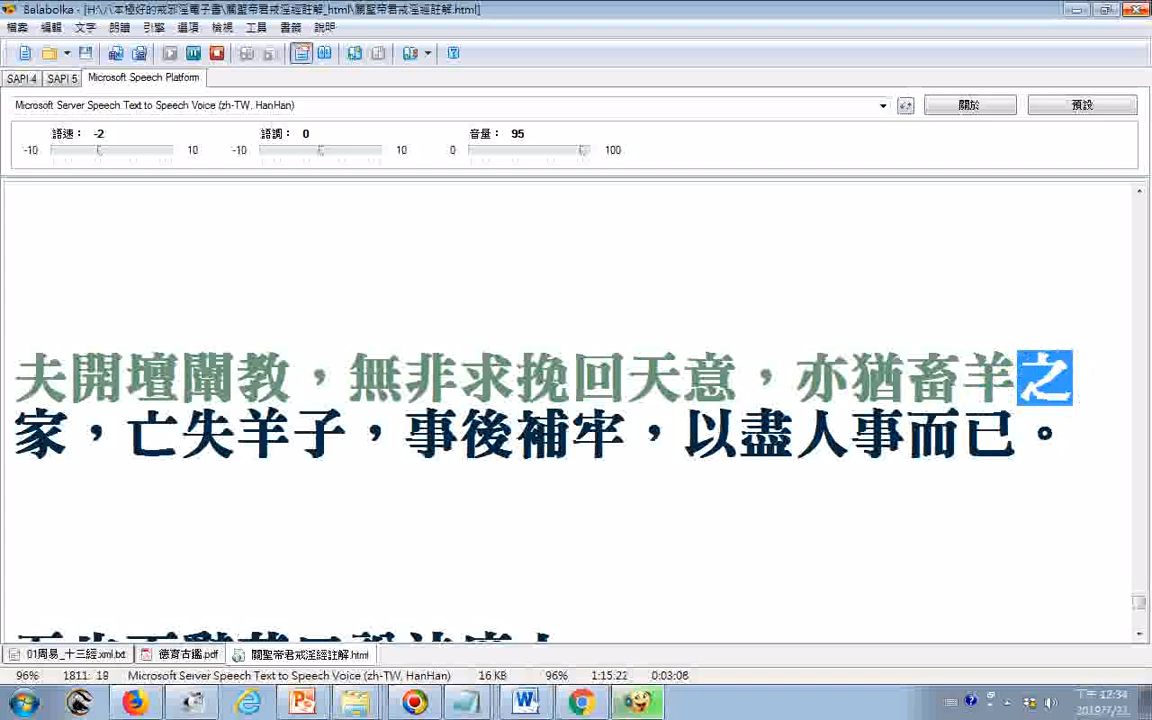 Balabolka - [H:\八本極好的戒邪淫電子書\關聖帝君戒淫經註解_html\關聖帝君戒淫經註解.html]
檔案 編輯 文字 朗讀 引擎 選項 檢視 工具 書籤 說明
SAPI 4 SAPI 5 Microsoft Speech Platform
Microsoft Server Speech Text to Speech Voice (zh-TW, HanHan) 關於 預設
語速： -2 語調： 0 音量： 95
-10 10 -10 10 0 100
夫開壇闡教，無非求挽回天意，亦猶畜羊之
家，亡失羊子，事後補牢，以盡人事而已。
01周易_十三經.xml.txt 德育古鑑.pdf 關聖帝君戒淫經註解.html
96% 1811: 18 Microsoft Server Speech Text to Speech Voice (zh-TW, HanHan) 16 KB 96% 1:15:22 0:03:08
下午 12:34
2019/7/23